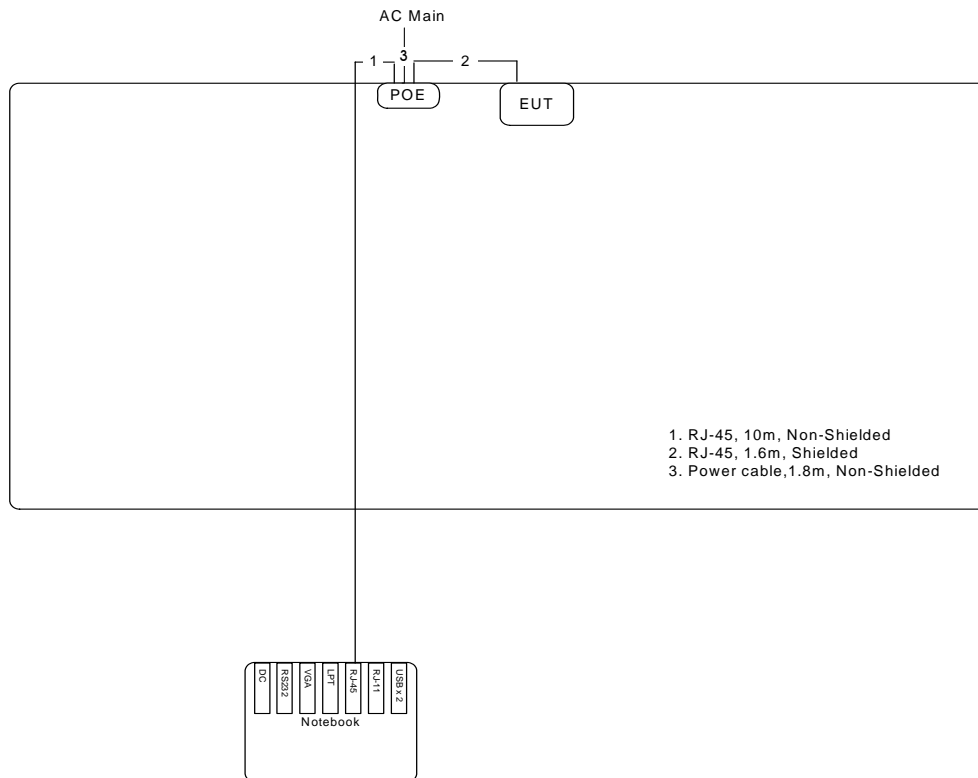 AC Main
1
3
2
POE
EUT
1. RJ-45, 10m, Non-Shielded
2. RJ-45, 1.6m, Shielded
3. Power cable,1.8m, Non-Shielded
DC
RS232
VGA
LPT
RJ-45
RJ-11
USB x 2
Notebook